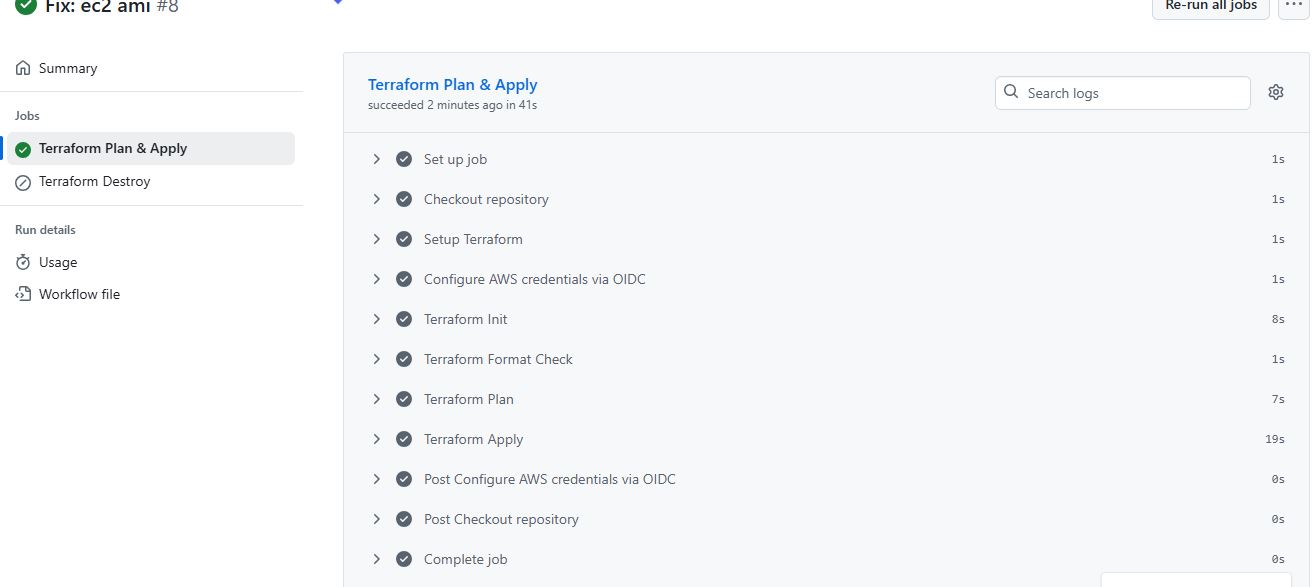 Fix: ec2 ami #8
Re-run all jobs
Summary
Jobs
Terraform Plan & Apply
Terraform Destroy
Run details
Usage
Workflow file
Terraform Plan & Apply
succeeded 2 minutes ago in 41s
Search logs
Set up job 1s
Checkout repository 1s
Setup Terraform 1s
Configure AWS credentials via OIDC 1s
Terraform Init 8s
Terraform Format Check 1s
Terraform Plan 7s
Terraform Apply 19s
Post Configure AWS credentials via OIDC 0s
Post Checkout repository 0s
Complete job 0s